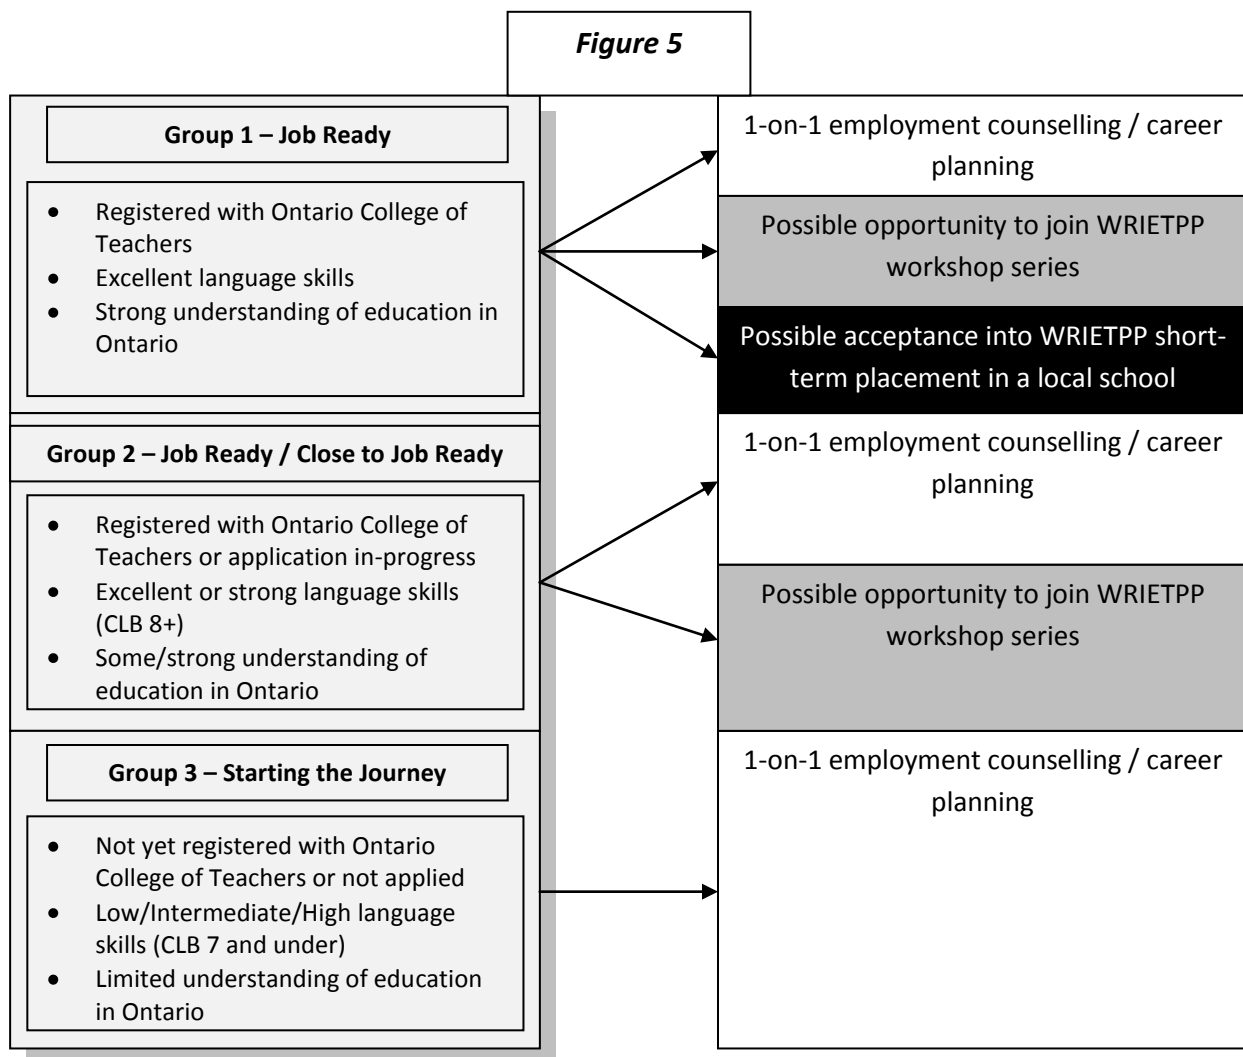 Figure 5
Group 1 – Job Ready
• Registered with Ontario College of
Teachers
• Excellent language skills
• Strong understanding of education in
Ontario
1-on-1 employment counselling / career
planning
Possible opportunity to join WRIETPP
workshop series
Possible acceptance into WRIETPP short-
term placement in a local school
Group 2 – Job Ready / Close to Job Ready
• Registered with Ontario College of
Teachers or application in-progress
• Excellent or strong language skills
(CLB 8+)
• Some/strong understanding of
education in Ontario
1-on-1 employment counselling / career
planning
Possible opportunity to join WRIETPP
workshop series
Group 3 – Starting the Journey
• Not yet registered with Ontario
College of Teachers or not applied
• Low/Intermediate/High language
skills (CLB 7 and under)
• Limited understanding of education
in Ontario
1-on-1 employment counselling / career
planning